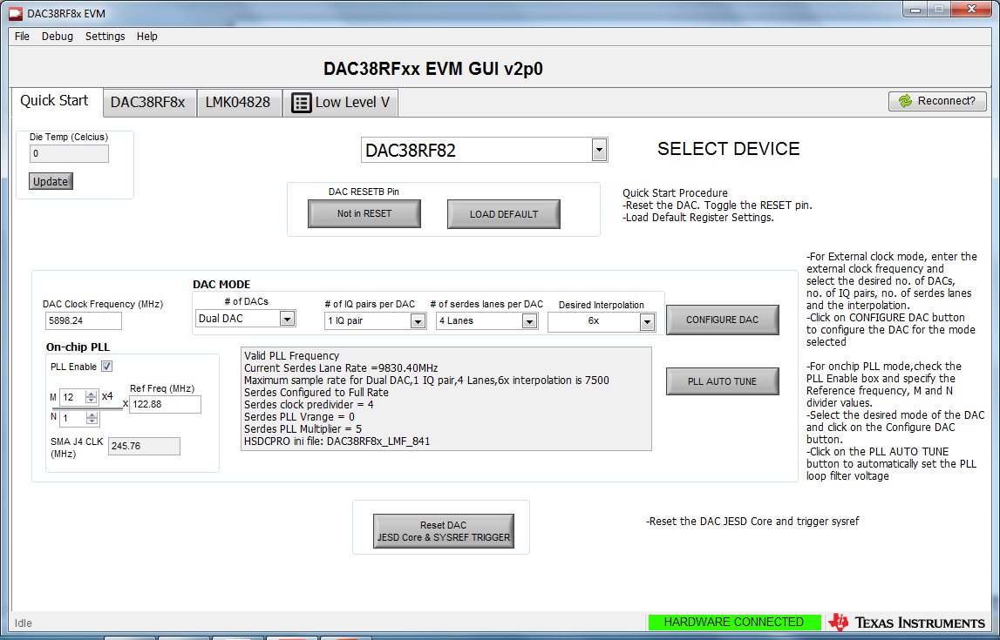 DAC38RF8x EVM
File Debug Settings Help
DAC38RFxx EVM GUI v2p0
Quick Start DAC38RF8x LMK04828 Low Level V Reconnect?
Die Temp (Celcius)
0
Update
DAC38RF82
SELECT DEVICE
DAC RESETB Pin
Not in RESET LOAD DEFAULT
Quick Start Procedure
-Reset the DAC. Toggle the RESET pin.
-Load Default Register Settings.
DAC MODE
DAC Clock Frequency (MHz)
5898.24
# of DACs
Dual DAC
# of IQ pairs per DAC
1 IQ pair
# of serdes lanes per DAC
4 Lanes
Desired Interpolation
6x
CONFIGURE DAC
On-chip PLL
PLL Enable
M 12 x4
N 1
x
Ref Freq (MHz)
122.88
SMA J4 CLK
(MHz)
245.76
Valid PLL Frequency
Current Serdes Lane Rate =9830.40MHz
Maximum sample rate for Dual DAC,1 IQ pair,4 Lanes,6x interpolation is 7500
Serdes Configured to Full Rate
Serdes clock predivider = 4
Serdes PLL Vrange = 0
Serdes PLL Multiplier = 5
HSDCPRO ini file: DAC38RF8x_LMF_841
PLL AUTO TUNE
-For External clock mode, enter the
external clock frequency and
select the desired no. of DACs,
no. of IQ pairs, no. of serdes lanes
and the interpolation.
-Click on CONFIGURE DAC button
to configure the DAC for the mode
selected
-For onchip PLL mode,check the
PLL Enable box and specify the
Reference frequency, M and N
divider values.
-Select the desired mode of the DAC
and click on the Configure DAC
button.
-Click on the PLL AUTO TUNE
button to automatically set the PLL
loop filter voltage
Reset DAC
JESD Core & SYSREF TRIGGER
-Reset the DAC JESD Core and trigger sysref
Idle
HARDWARE CONNECTED
TEXAS INSTRUMENTS